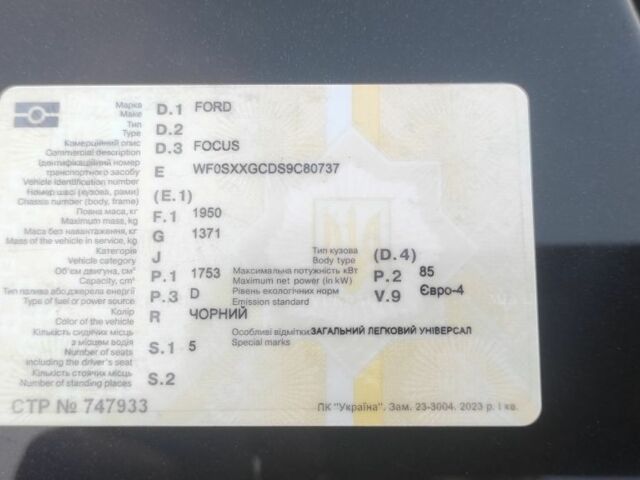 Марка
Make D.1 FORD
Тип
Type D.2
Комерційний опис
Commercial description D.3 FOCUS
Ідентифікаційний номер
транспортного засобу
Vehicle identification number E WF0SXXGCDS9C80737
Номер шасі (кузова, рами)
Chassis number (body, frame) (E.1)
Повна маса, кг
Maximum mass, kg F.1 1950
Маса без навантаження, кг
Mass of the vehicle in service, kg G 1371
Категорія
Vehicle category J
Тип кузова
Body type (D.4)
Об'єм двигуна, см³
Capacity, cm³ P.1 1753
Максимальна потужність кВт
Maximum net power (in kW) P.2 85
Тип палива або джерела енергії
Type of fuel or power source P.3 D
Рівень екологічних норм
Emission standard V.9 Євро-4
Колір
Color of the vehicle R ЧОРНИЙ
Кількість сидячих місць
з місцем водія
Number of seats
including the driver's seat S.1 5
Особливі відмітки ЗАГАЛЬНИЙ ЛЕГКОВИЙ УНІВЕРСАЛ
Special marks
Кількість стоячих місць
Number of standing places S.2
СТР № 747933
ПК "Україна". Зам. 23-3004. 2023 р. І кв.